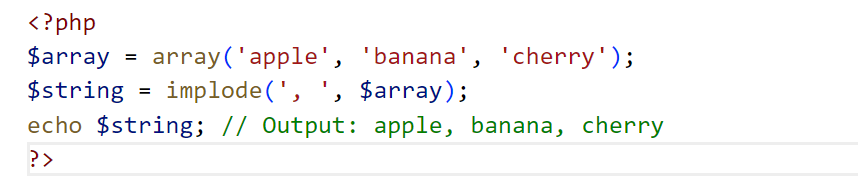 <?php
$array = array('apple', 'banana', 'cherry');
$string = implode(', ', $array);
echo $string; // Output: apple, banana, cherry
?>